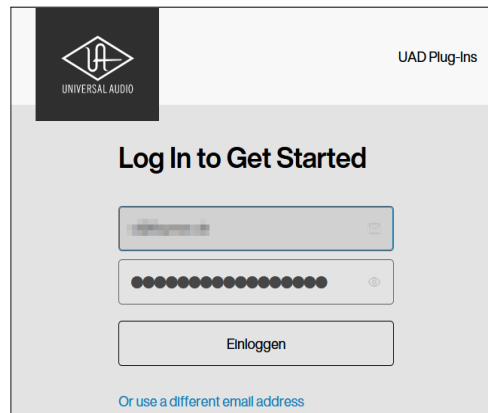 UNIVERSAL AUDIO
UAD Plug-Ins
Log In to Get Started
Einloggen
Or use a different email address